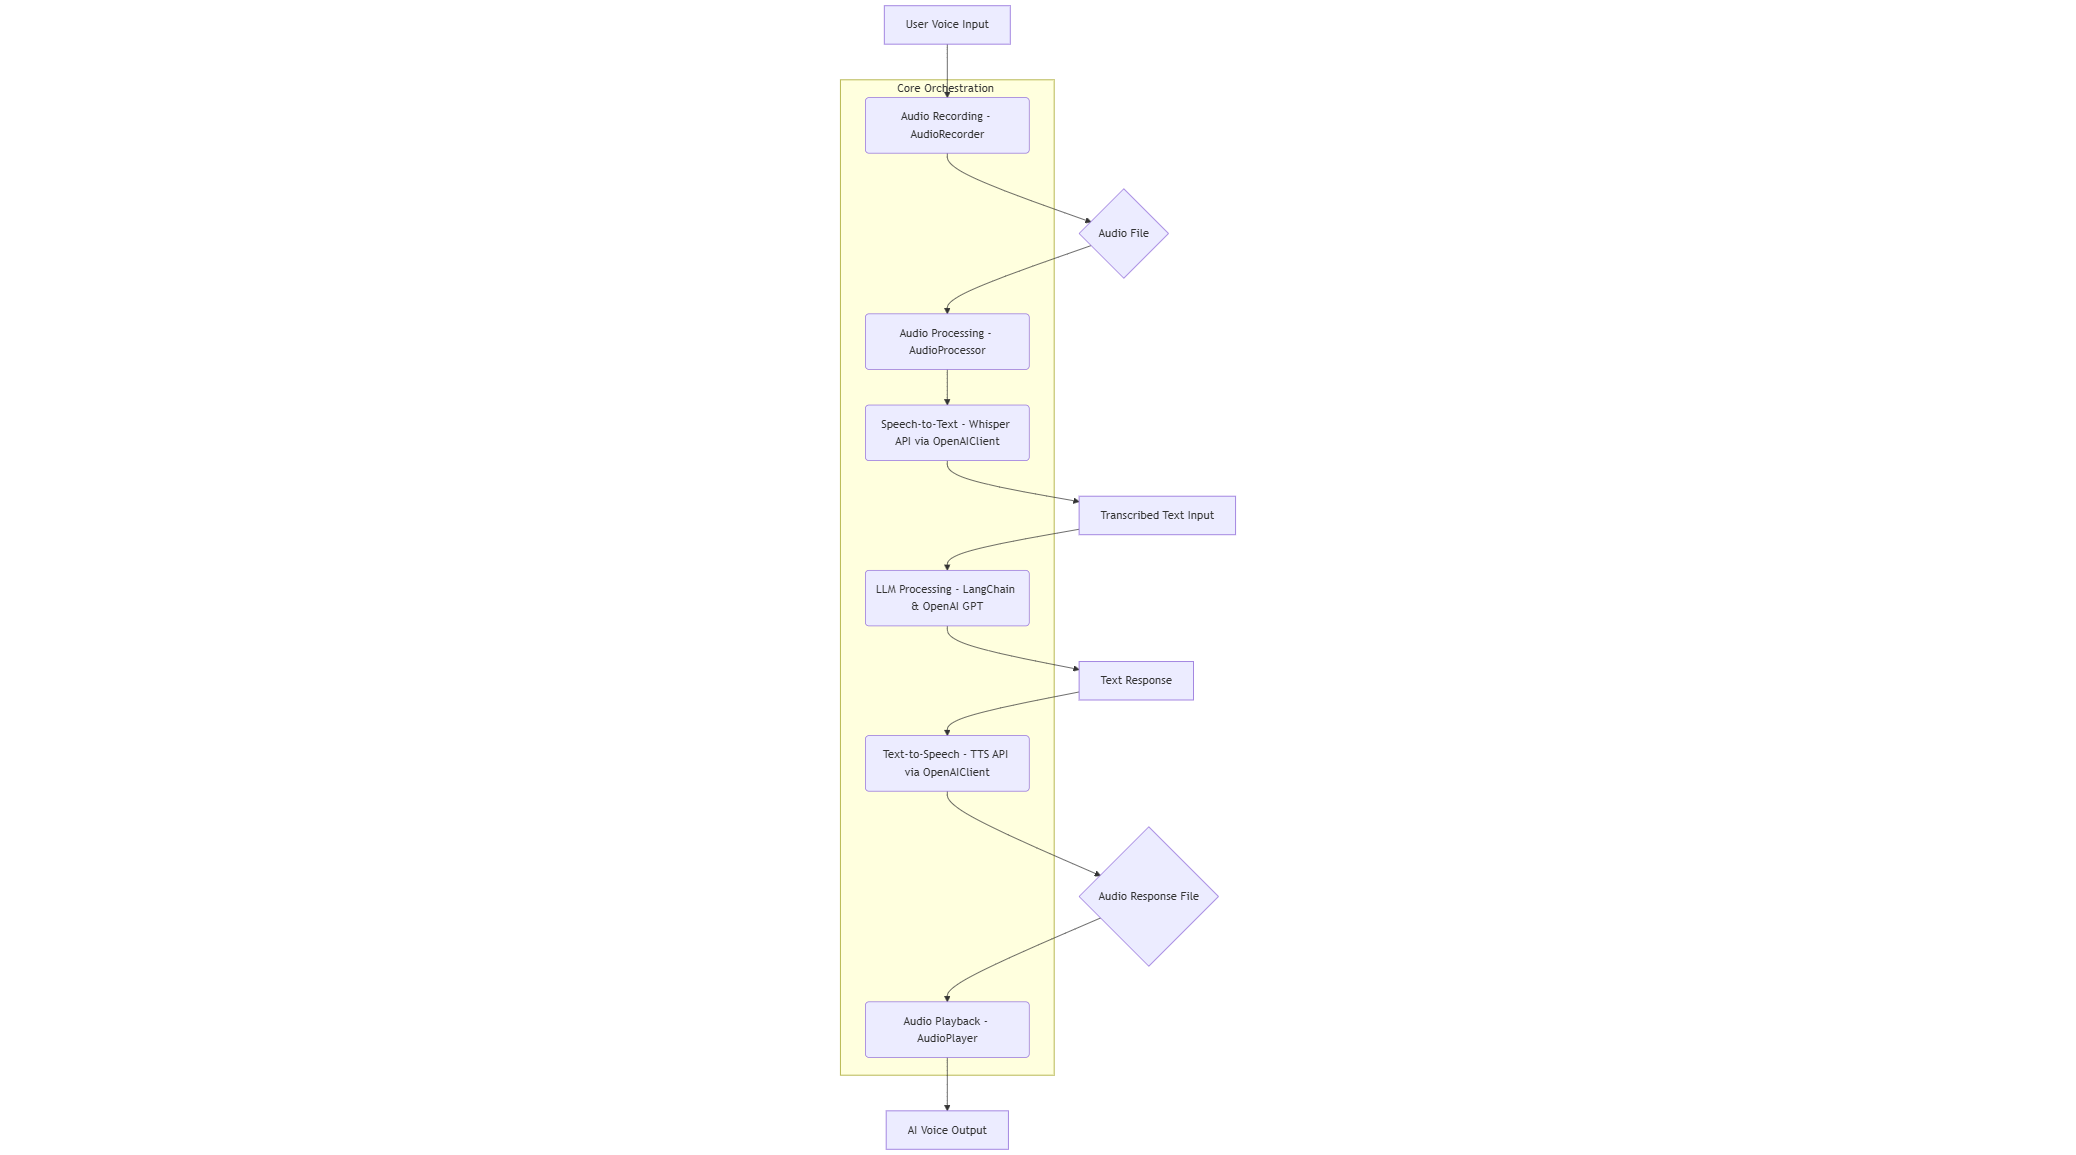 User Voice Input
Core Orchestration
Audio Recording -
AudioRecorder
Audio File
Audio Processing -
AudioProcessor
Speech-to-Text - Whisper
API via OpenAIClient
Transcribed Text Input
LLM Processing - LangChain
& OpenAI GPT
Text Response
Text-to-Speech - TTS API
via OpenAIClient
Audio Response File
Audio Playback -
AudioPlayer
AI Voice Output